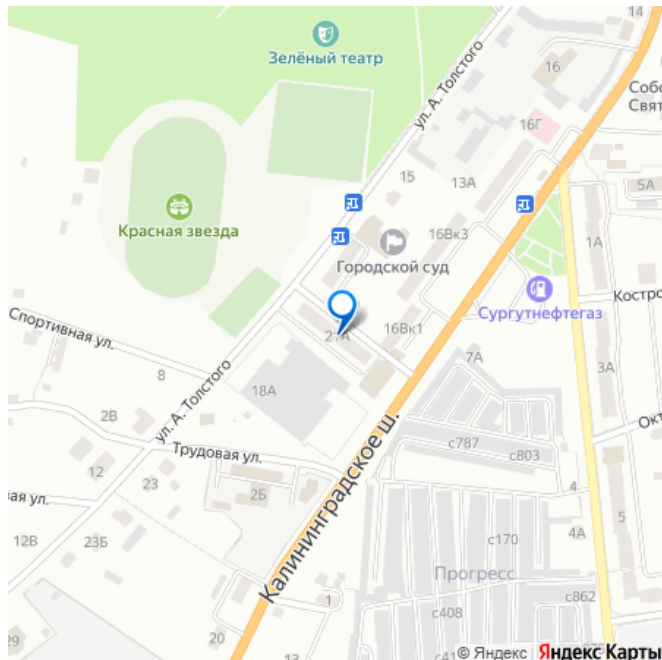 14
Зелёный театр
ул. А. Толстого
16
Собо
Свят
16Г
15
13А
5А
Красная звезда
16Вк3
1А
Городской суд
Костро
Сургутнефтегаз
Спортивная ул.
16Вк1
21А
7А
8
18А
3А
ул. А. Толстого
2В
Калининградское ш.
Окт
с787
с803
Трудовая ул.
12
23
2Б
4
ая ул.
5
с170
4А
12В
23Б
Прогресс
1
с862
с408
29
20
13
с41
© Яндекс Яндекс Карты